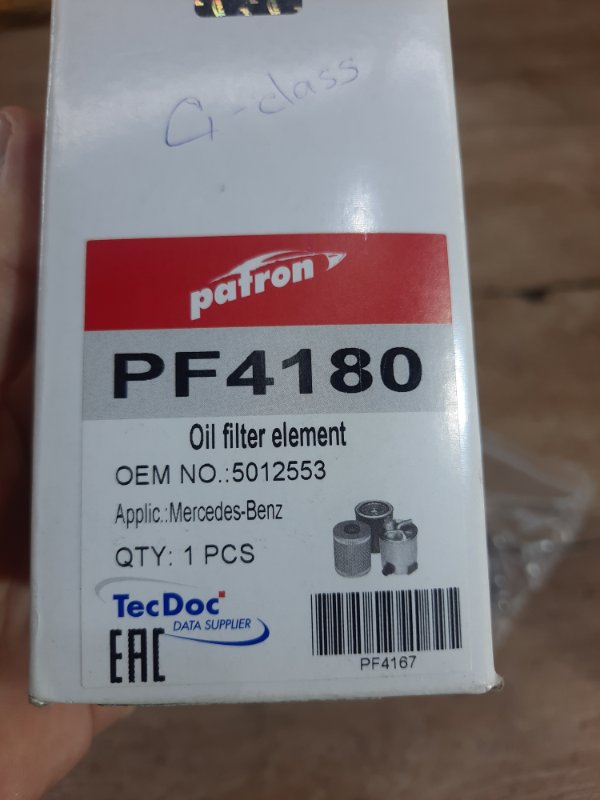 G-class
patron
PF4180
Oil filter element
OEM NO.:5012553
Applic.:Mercedes-Benz
QTY: 1 PCS
TecDoc
DATA SUPPLIER
EAC
PF4167